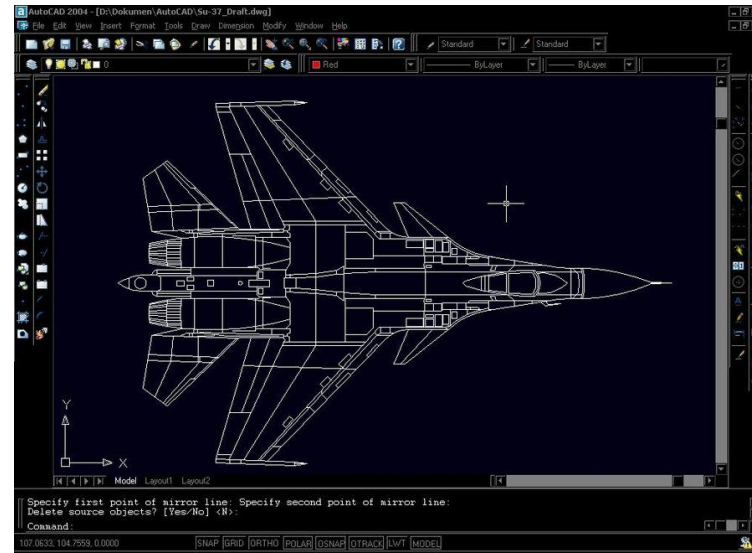 AutoCAD 2004 - [D:\Dokumen\AutoCAD\Su-37_Draft.dwg]
File Edit View Insert Format Tools Draw Dimension Modify Window Help
Standard Standard
0 Red ByLayer ByLayer
Y
X
Model Layout1 Layout2
Specify first point of mirror line: Specify second point of mirror line:
Delete source objects? [Yes/No] <N>:
Command:
107.0633, 104.7559, 0.0000 SNAP GRID ORTHO POLAR OSNAP OTRACK LWT MODEL